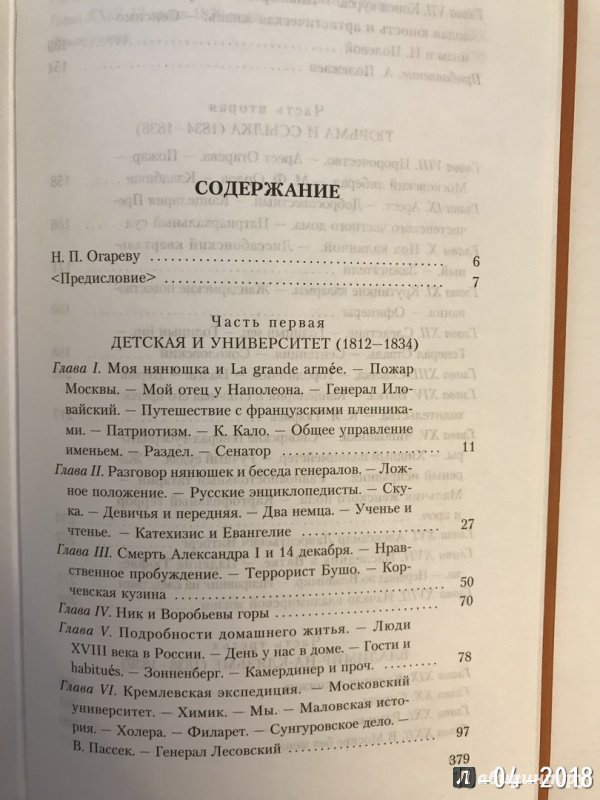 СОДЕРЖАНИЕ
Н. П. Огареву 6
<Предисловие> 7
Часть первая
ДЕТСКАЯ И УНИВЕРСИТЕТ (1812—1834)
Глава I. Моя нянюшка и La grande armée. — Пожар
Москвы. — Мой отец у Наполеона. — Генерал Ило-
вайский. — Путешествие с французскими пленника-
ми. — Патриотизм. — К. Кало. — Общее управление
именьем. — Раздел. — Сенатор 11
Глава II. Разговор нянюшек и беседа генералов. — Лож-
ное положение. — Русские энциклопедисты. — Ску-
ка. — Девичья и передняя. — Два немца. — Ученье и
чтенье. — Катехизис и Евангелие 27
Глава III. Смерть Александра I и 14 декабря. — Нрав-
ственное пробуждение. — Террорист Бушо. — Кор-
чевская кузина 50
Глава IV. Ник и Воробьевы горы 70
Глава V. Подробности домашнего житья. — Люди
XVIII века в России. — День у нас в доме. — Гости и
habitués. — Зонненберг. — Камердинер и проч. 78
Глава VI. Кремлевская экспедиция. — Московский
университет. — Химик. — Мы. — Маловская исто-
рия. — Холера. — Филарет. — Сунгуровское дело. —
В. Пассек. — Генерал Лесовский 97
379
04 2018